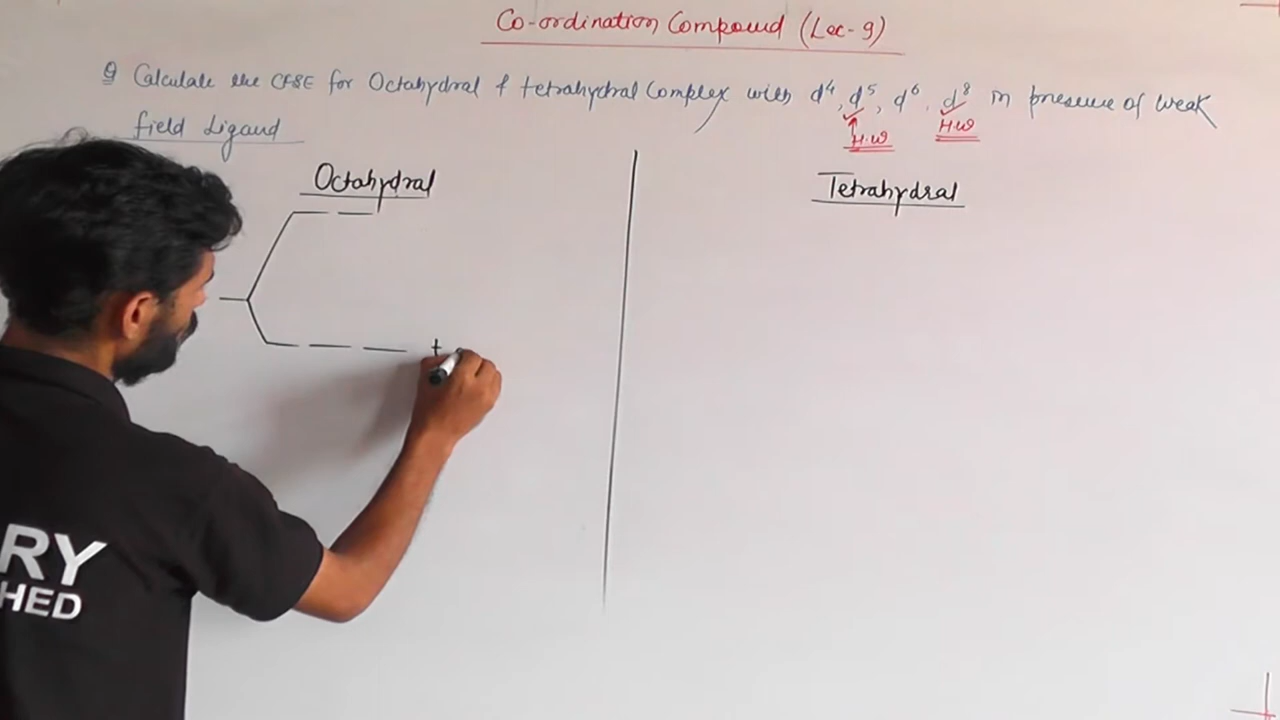 Co-ordination Compound (Lec-9)
Q Calculate the CFSE for Octahydral & tetrahydral Complex with d⁴, d⁵, d⁶, d⁸ in presence of weak
H.W H.W
field Ligand
Octahydral
Tetrahydral
t
RY
HED